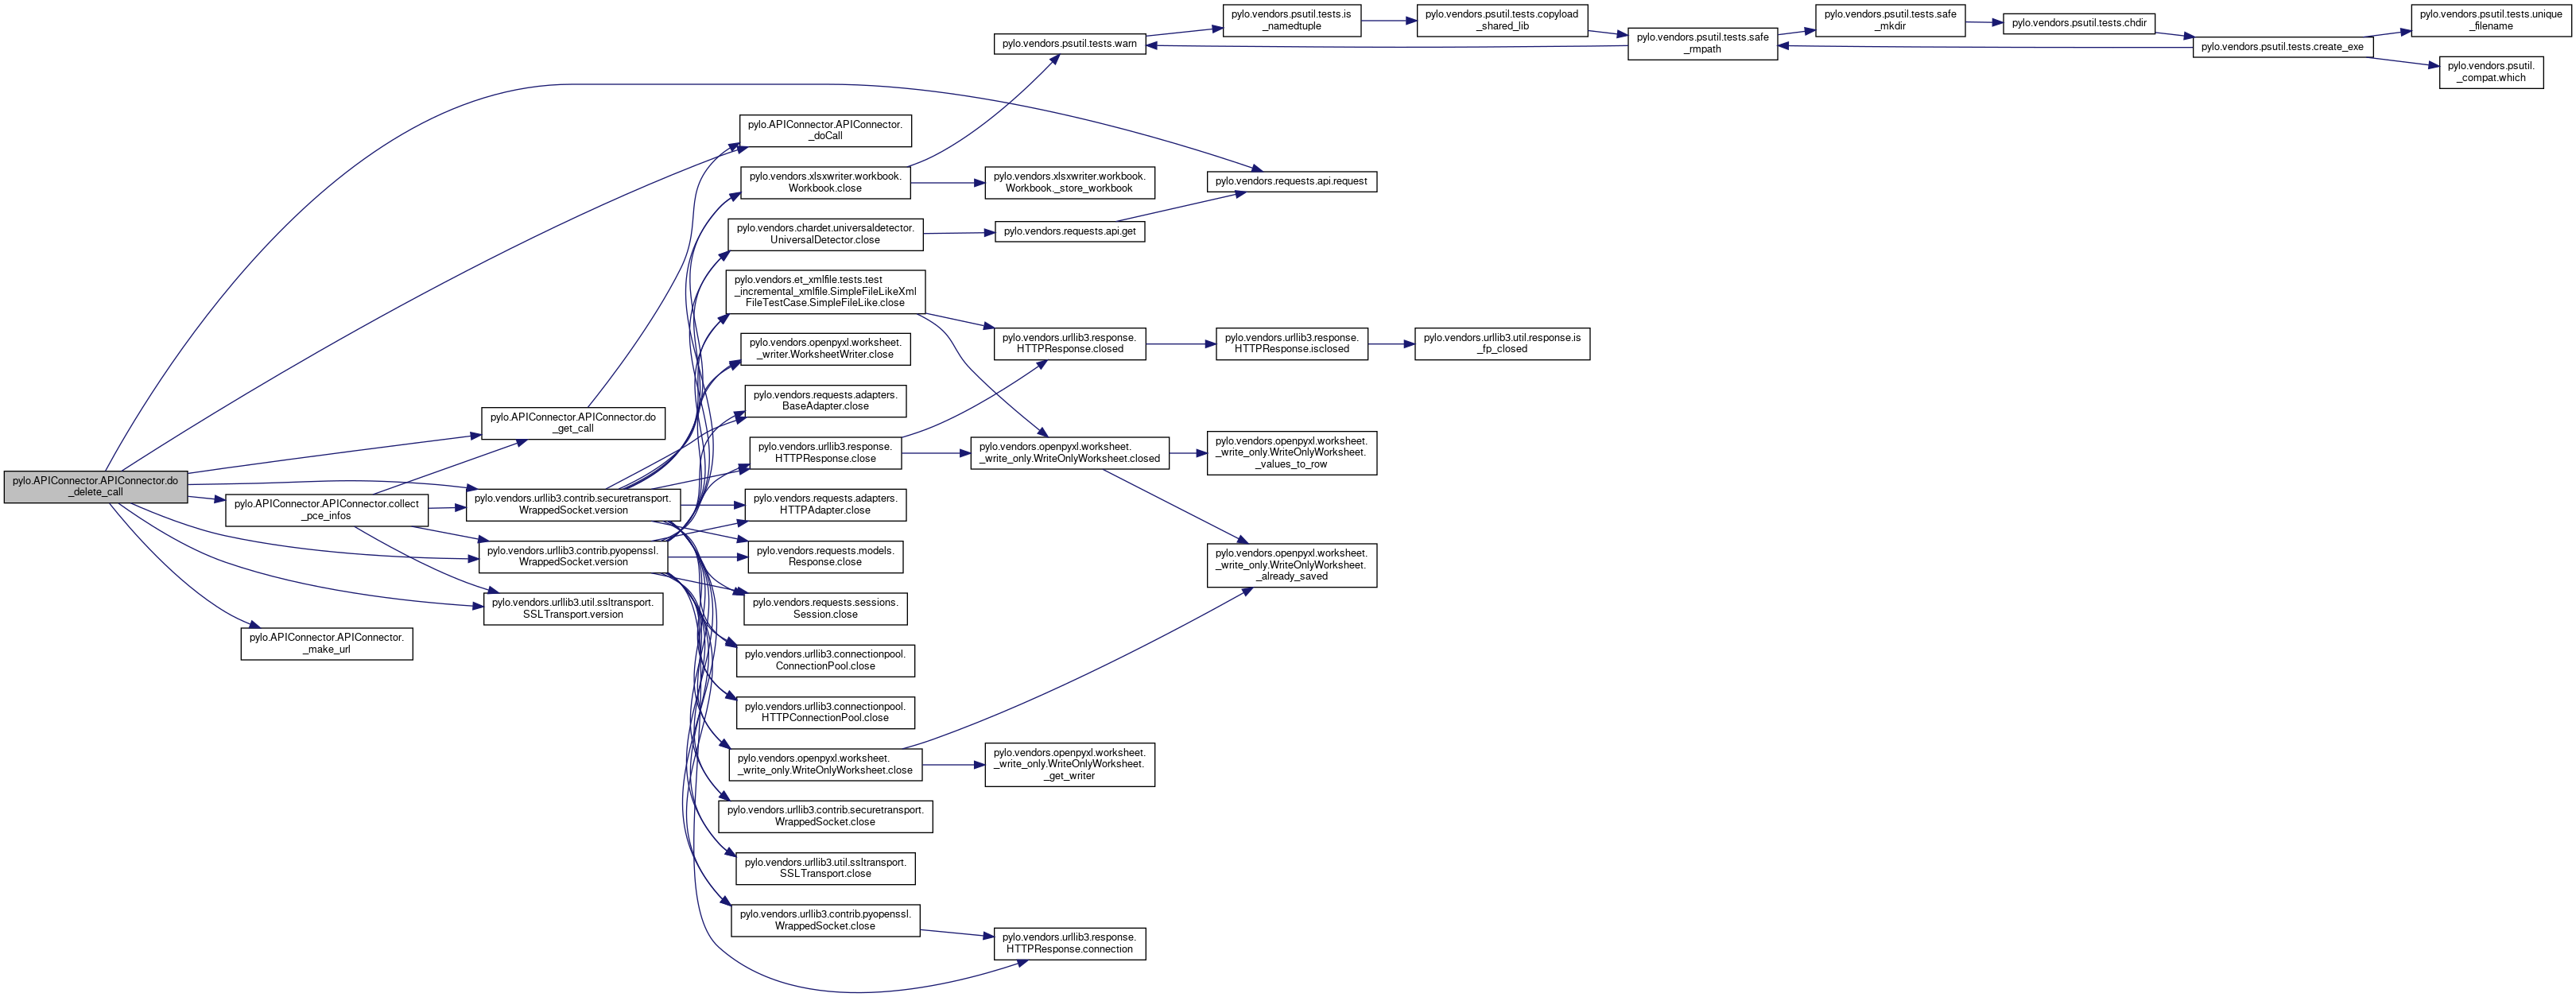 pylo.APIConnector.APIConnector.do
_delete_call
pylo.APIConnector.APIConnector.collect
_pce_infos
pylo.APIConnector.APIConnector.
_make_url
pylo.APIConnector.APIConnector.do
_get_call
pylo.vendors.urllib3.contrib.securetransport.
WrappedSocket.version
pylo.vendors.urllib3.contrib.pyopenssl.
WrappedSocket.version
pylo.vendors.urllib3.util.ssltransport.
SSLTransport.version
pylo.APIConnector.APIConnector.
_doCall
pylo.vendors.xlsxwriter.workbook.
Workbook.close
pylo.vendors.chardet.universaldetector.
UniversalDetector.close
pylo.vendors.et_xmlfile.tests.test
_incremental_xmlfile.SimpleFileLikeXml
FileTestCase.SimpleFileLike.close
pylo.vendors.openpyxl.worksheet.
_writer.WorksheetWriter.close
pylo.vendors.requests.adapters.
BaseAdapter.close
pylo.vendors.urllib3.response.
HTTPResponse.close
pylo.vendors.requests.adapters.
HTTPAdapter.close
pylo.vendors.requests.models.
Response.close
pylo.vendors.requests.sessions.
Session.close
pylo.vendors.urllib3.connectionpool.
ConnectionPool.close
pylo.vendors.urllib3.connectionpool.
HTTPConnectionPool.close
pylo.vendors.openpyxl.worksheet.
_write_only.WriteOnlyWorksheet.close
pylo.vendors.urllib3.contrib.securetransport.
WrappedSocket.close
pylo.vendors.urllib3.util.ssltransport.
SSLTransport.close
pylo.vendors.urllib3.contrib.pyopenssl.
WrappedSocket.close
pylo.vendors.psutil.tests.warn
pylo.vendors.xlsxwriter.workbook.
Workbook._store_workbook
pylo.vendors.requests.api.get
pylo.vendors.urllib3.response.
HTTPResponse.closed
pylo.vendors.openpyxl.worksheet.
_write_only.WriteOnlyWorksheet.closed
pylo.vendors.openpyxl.worksheet.
_write_only.WriteOnlyWorksheet.
_get_writer
pylo.vendors.urllib3.response.
HTTPResponse.connection
pylo.vendors.psutil.tests.is
_namedtuple
pylo.vendors.requests.api.request
pylo.vendors.urllib3.response.
HTTPResponse.isclosed
pylo.vendors.openpyxl.worksheet.
_write_only.WriteOnlyWorksheet.
_values_to_row
pylo.vendors.openpyxl.worksheet.
_write_only.WriteOnlyWorksheet.
_already_saved
pylo.vendors.psutil.tests.copyload
_shared_lib
pylo.vendors.urllib3.util.response.is
_fp_closed
pylo.vendors.psutil.tests.safe
_rmpath
pylo.vendors.psutil.tests.safe
_mkdir
pylo.vendors.psutil.tests.chdir
pylo.vendors.psutil.tests.create_exe
pylo.vendors.psutil.tests.unique
_filename
pylo.vendors.psutil.
_compat.which